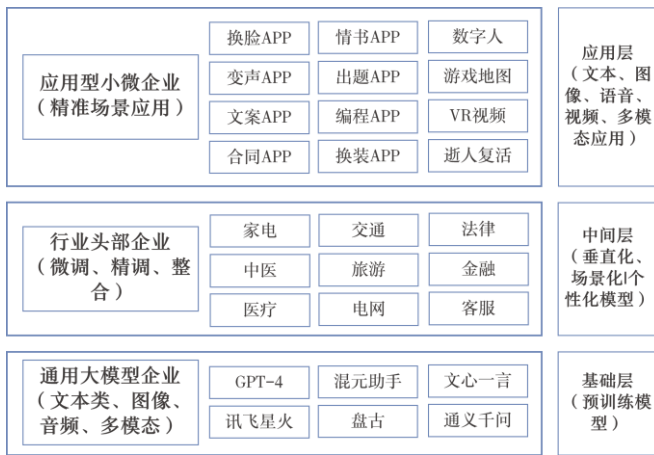 应用型小微企业
（精准场景应用）
换脸APP
情书APP
数字人
变声APP
出题APP
游戏地图
文案APP
编程APP
VR视频
合同APP
换装APP
逝人复活
应用层
（文本、图
像、语音、
视频、多模
态应用）
行业头部企业
（微调、精调、整
合）
家电
交通
法律
中医
旅游
金融
医疗
电网
客服
中间层
（垂直化、
场景化|个
性化模型）
通用大模型企业
（文本类、图像、
音频、多模态）
GPT-4
混元助手
文心一言
讯飞星火
盘古
通义千问
基础层
（预训练模
型）